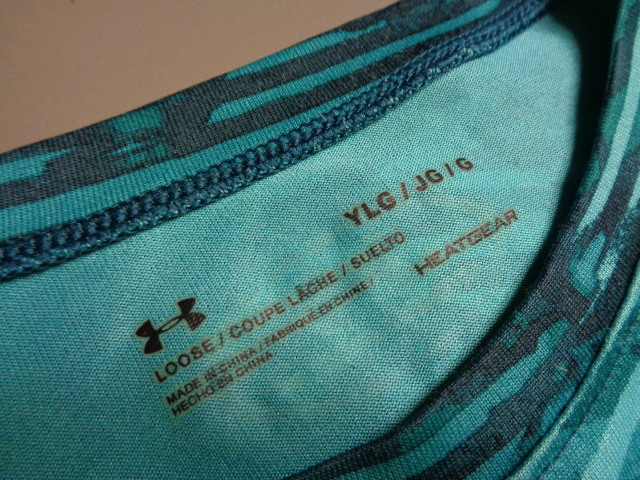 YLG / JG / G
HEATGEAR
LOOSE / COUPE LÂCHE / SUELTO
MADE IN CHINA / FABRIQUÉ EN CHINE /
HECHO EN CHINA